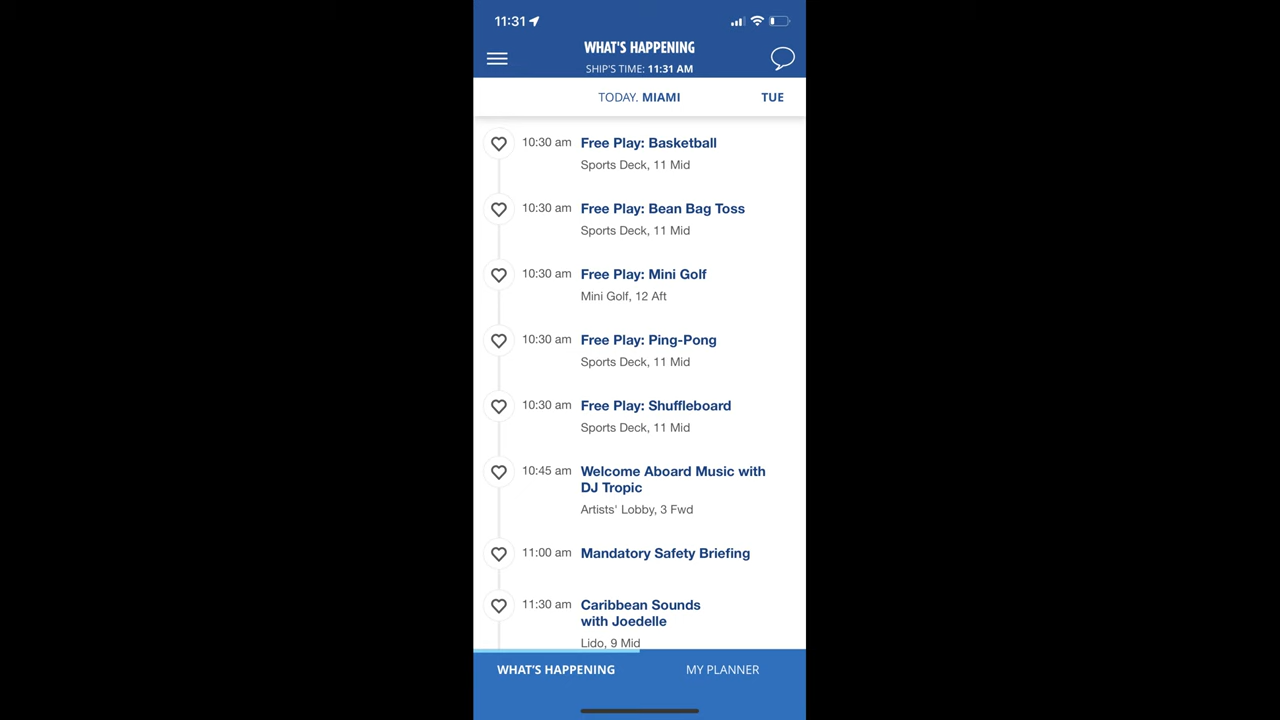 11:31
WHAT'S HAPPENING
SHIP'S TIME: 11:31 AM
TODAY. MIAMI TUE
10:30 am Free Play: Basketball
Sports Deck, 11 Mid
10:30 am Free Play: Bean Bag Toss
Sports Deck, 11 Mid
10:30 am Free Play: Mini Golf
Mini Golf, 12 Aft
10:30 am Free Play: Ping-Pong
Sports Deck, 11 Mid
10:30 am Free Play: Shuffleboard
Sports Deck, 11 Mid
10:45 am Welcome Aboard Music with
DJ Tropic
Artists' Lobby, 3 Fwd
11:00 am Mandatory Safety Briefing
11:30 am Caribbean Sounds
with Joedelle
Lido, 9 Mid
WHAT'S HAPPENING MY PLANNER